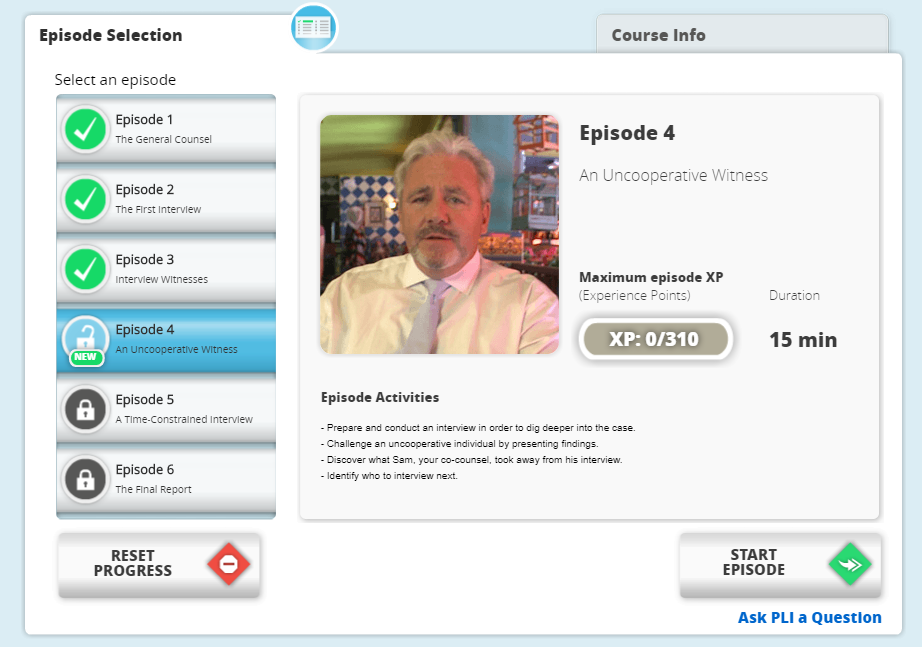 Episode Selection
Course Info
Select an episode
Episode 1
The General Counsel
Episode 2
The First Interview
Episode 3
Interview Witnesses
Episode 4
An Uncooperative Witness
NEW
Episode 5
A Time-Constrained Interview
Episode 6
The Final Report
RESET
PROGRESS
Episode 4
An Uncooperative Witness
Maximum episode XP
(Experience Points)
Duration
XP: 0/310
15 min
Episode Activities
- Prepare and conduct an interview in order to dig deeper into the case.
- Challenge an uncooperative individual by presenting findings.
- Discover what Sam, your co-counsel, took away from his interview.
- Identify who to interview next.
START
EPISODE
Ask PLI a Question